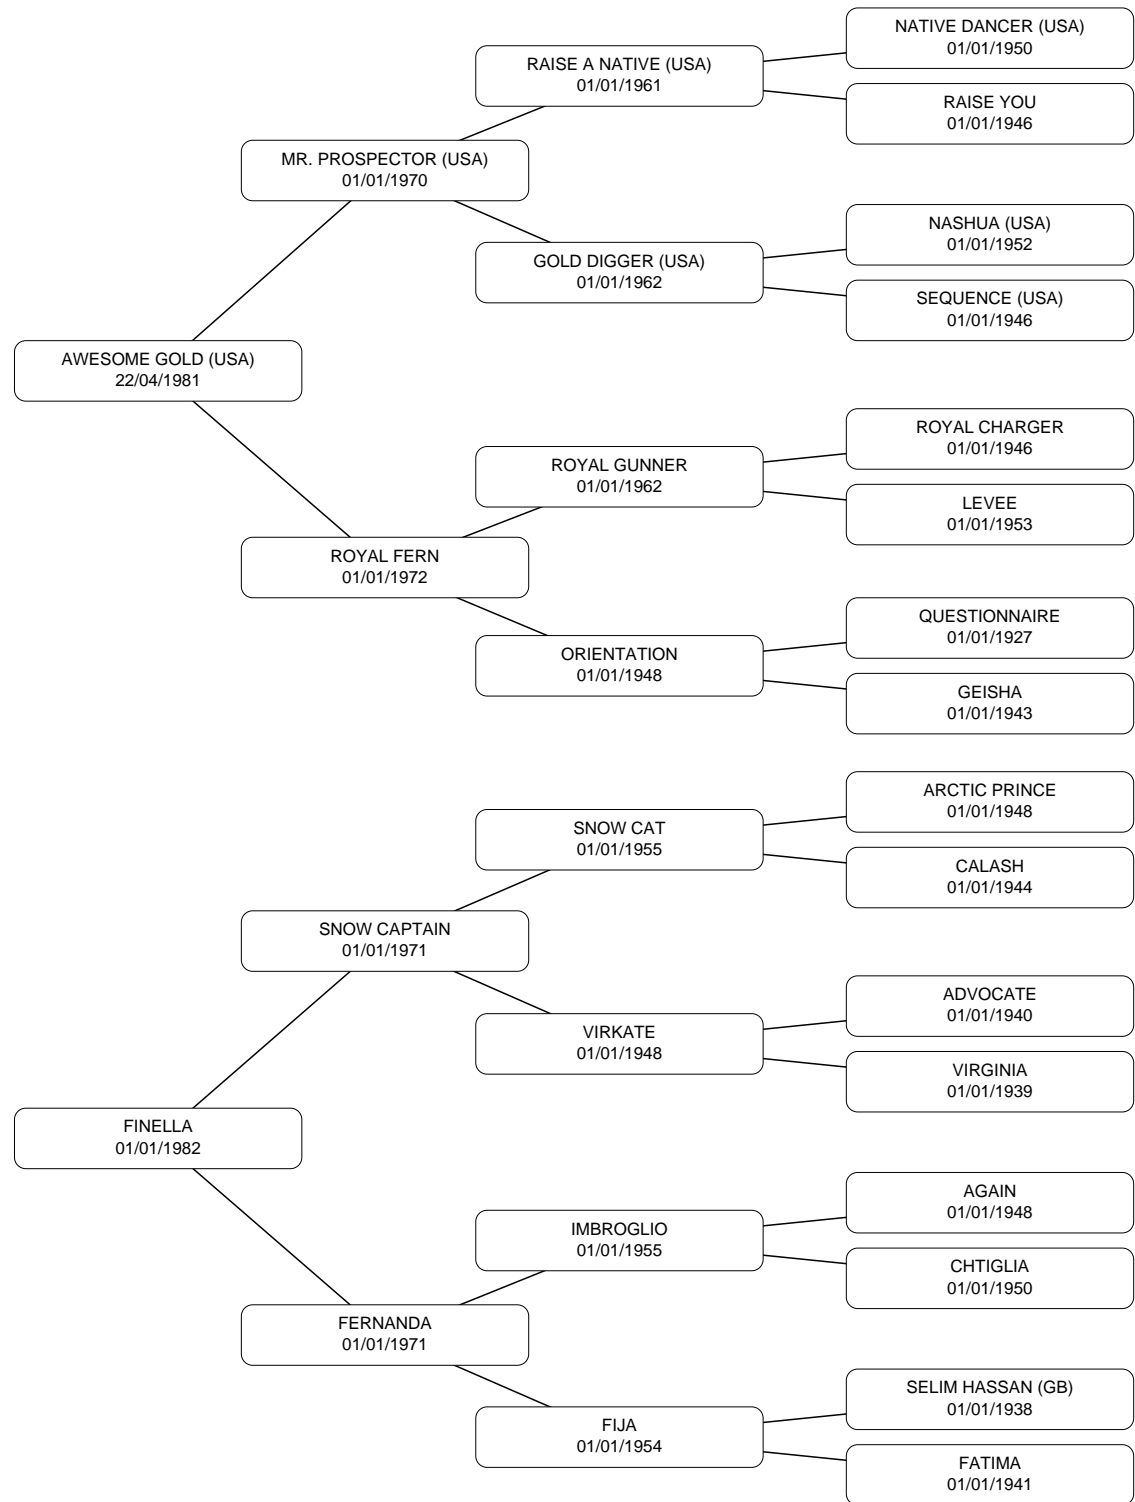 NATIVE DANCER (USA)
01/01/1950
RAISE A NATIVE (USA)
01/01/1961
RAISE YOU
01/01/1946
MR. PROSPECTOR (USA)
01/01/1970
NASHUA (USA)
01/01/1952
GOLD DIGGER (USA)
01/01/1962
SEQUENCE (USA)
01/01/1946
AWESOME GOLD (USA)
22/04/1981
ROYAL CHARGER
01/01/1946
ROYAL GUNNER
01/01/1962
LEVEE
01/01/1953
ROYAL FERN
01/01/1972
QUESTIONNAIRE
01/01/1927
ORIENTATION
01/01/1948
GEISHA
01/01/1943
ARCTIC PRINCE
01/01/1948
SNOW CAT
01/01/1955
CALASH
01/01/1944
SNOW CAPTAIN
01/01/1971
ADVOCATE
01/01/1940
VIRKATE
01/01/1948
VIRGINIA
01/01/1939
FINELLA
01/01/1982
AGAIN
01/01/1948
IMBROGLIO
01/01/1955
CHTIGLIA
01/01/1950
FERNANDA
01/01/1971
SELIM HASSAN (GB)
01/01/1938
FIJA
01/01/1954
FATIMA
01/01/1941